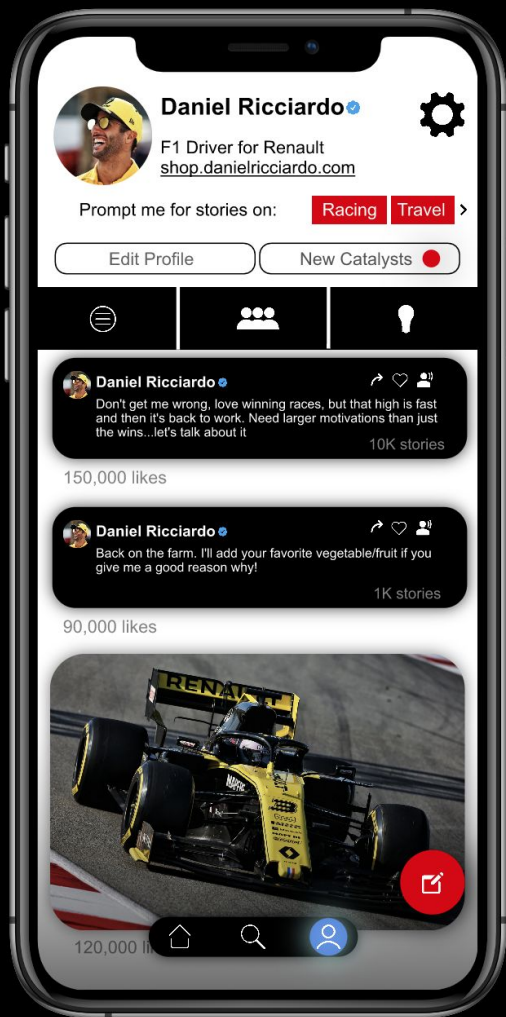 Daniel Ricciardo
F1 Driver for Renault
shop.danielricciardo.com
Prompt me for stories on: Racing Travel >
Edit Profile New Catalysts
Daniel Ricciardo
Don't get me wrong, love winning races, but that high is fast
and then it's back to work. Need larger motivations than just
the wins...let's talk about it
10K stories
150,000 likes
Daniel Ricciardo
Back on the farm. I'll add your favorite vegetable/fruit if you
give me a good reason why!
1K stories
90,000 likes
RENAULT
120,000